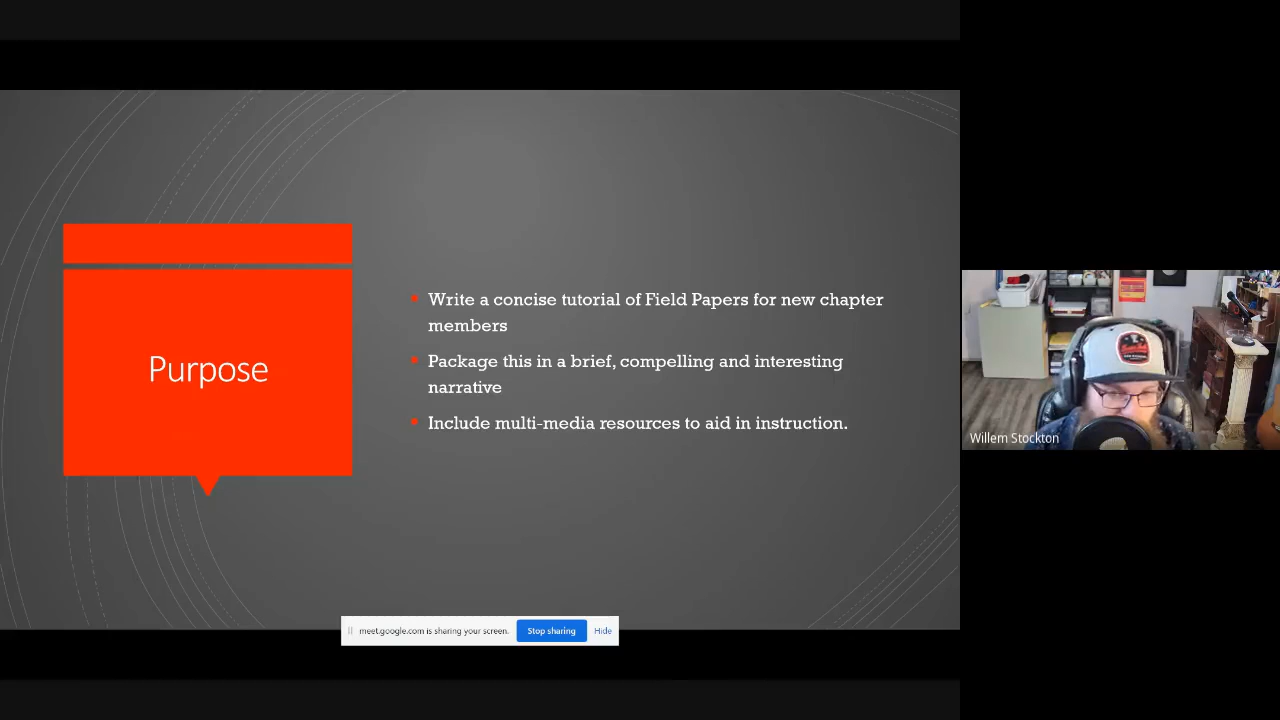 Purpose
Write a concise tutorial of Field Papers for new chapter
members
Package this in a brief, compelling and interesting
narrative
Include multi-media resources to aid in instruction.
Willem Stockton
meet.google.com is sharing your screen.
Stop sharing
Hide